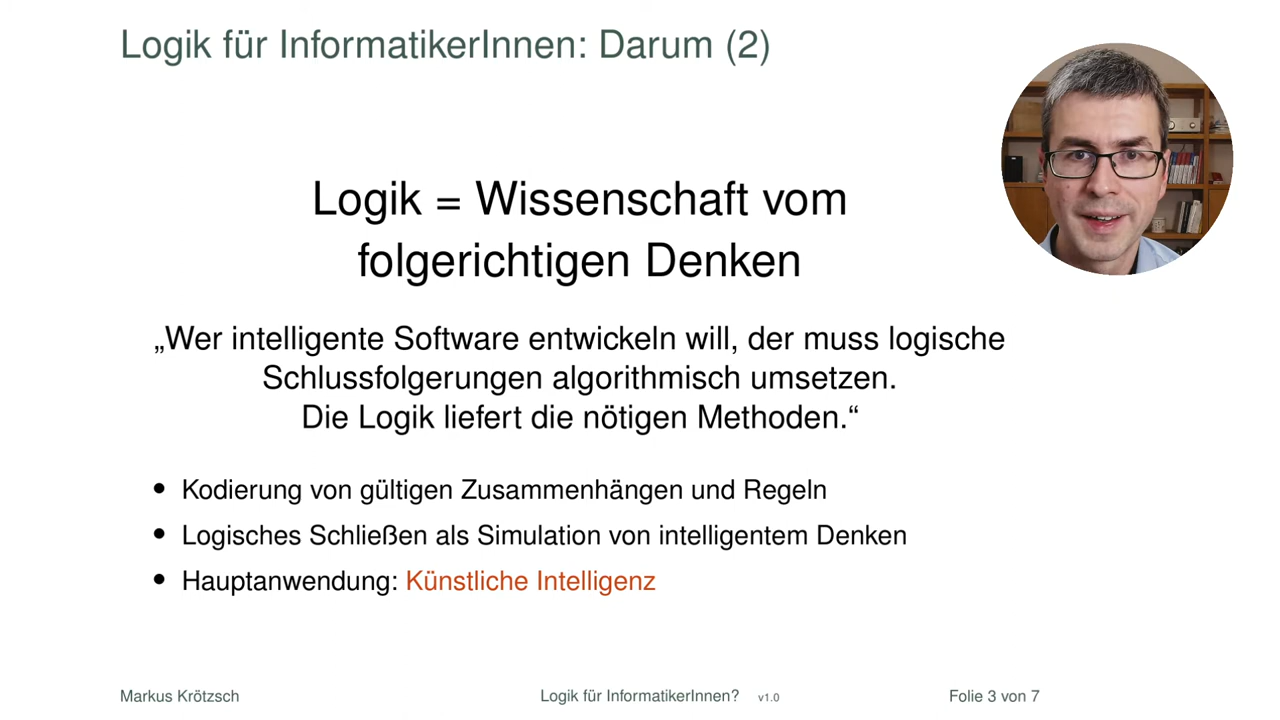 Logik für InformatikerInnen: Darum (2)
Logik = Wissenschaft vom
folgerichtigen Denken
„Wer intelligente Software entwickeln will, der muss logische
Schlussfolgerungen algorithmisch umsetzen.
Die Logik liefert die nötigen Methoden.“
• Kodierung von gültigen Zusammenhängen und Regeln
• Logisches Schließen als Simulation von intelligentem Denken
• Hauptanwendung: Künstliche Intelligenz
Markus Krötzsch Logik für InformatikerInnen? v1.0 Folie 3 von 7